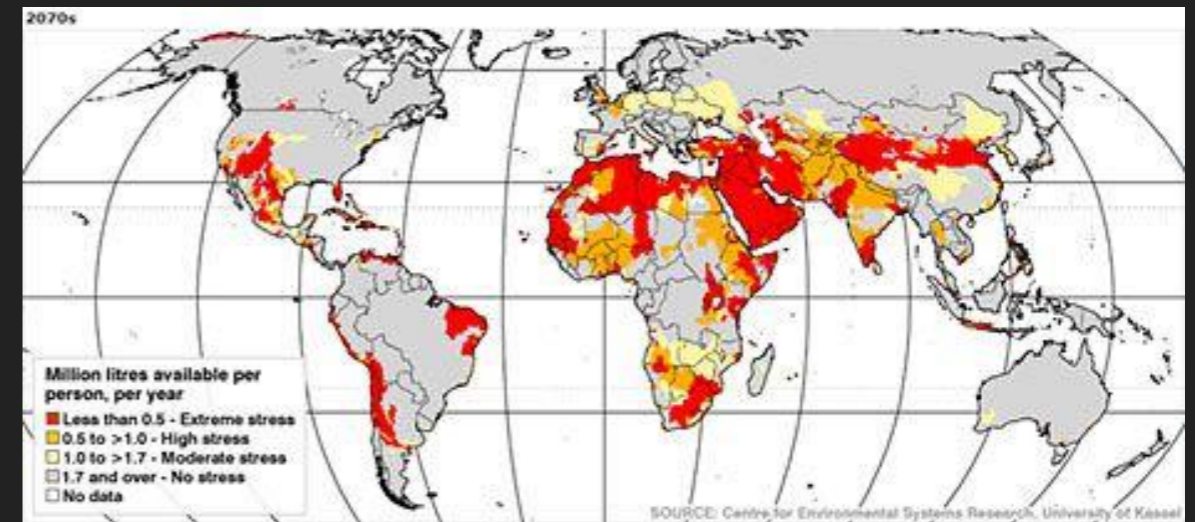 2070s
Million litres available per
person, per year
Less than 0.5 - Extreme stress
0.5 to >1.0 - High stress
1.0 to >1.7 - Moderate stress
1.7 and over - No stress
No data
SOURCE: Centre for Environmental Systems Research, University of Kassel